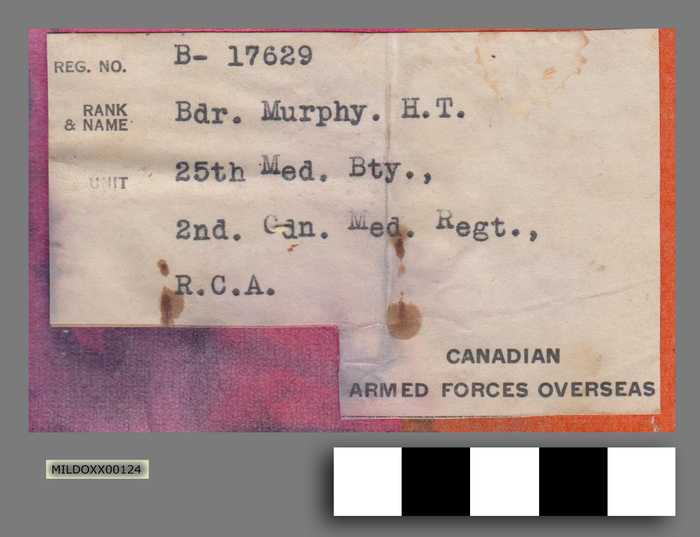 REG. NO. B- 17629
RANK & NAME Bdr. Murphy. H.T.
UNIT 25th Med. Bty.,
2nd. Cdn. Med. Regt.,
R.C.A.
CANADIAN
ARMED FORCES OVERSEAS
MILDOXX00124